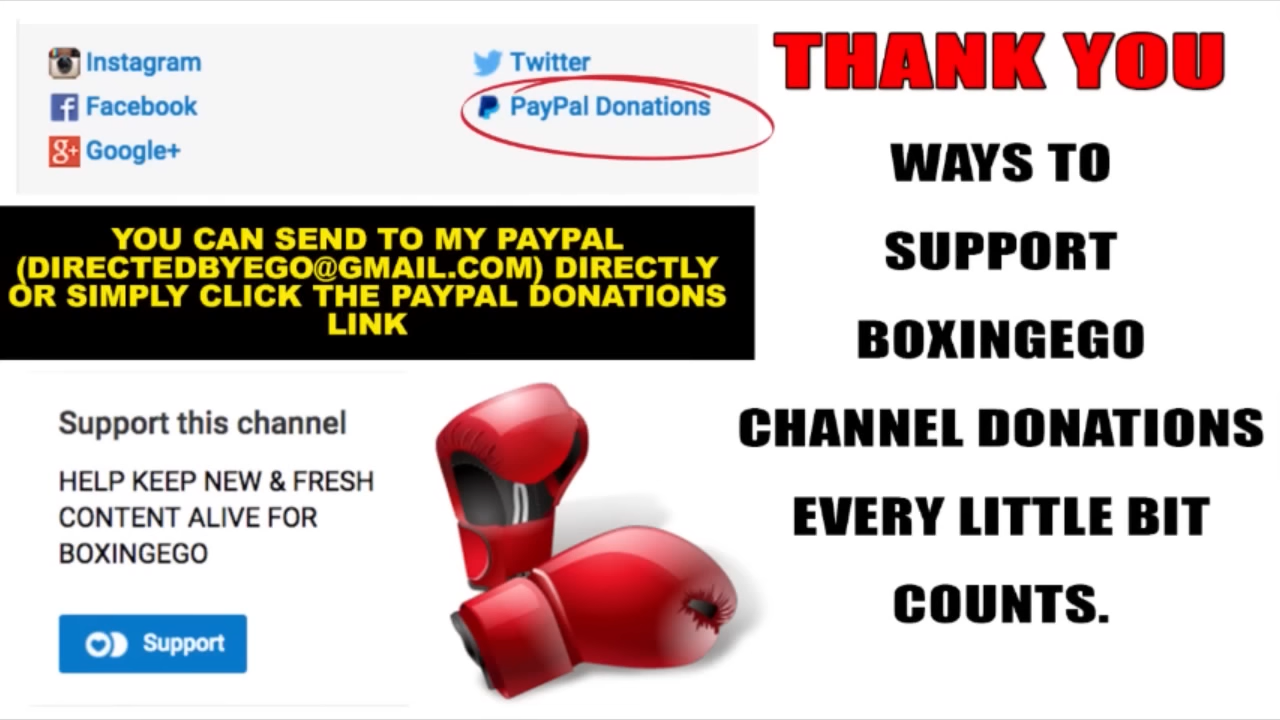 Instagram
Twitter
Facebook
PayPal Donations
Google+
YOU CAN SEND TO MY PAYPAL
(DIRECTEDBYEGO@GMAIL.COM) DIRECTLY
OR SIMPLY CLICK THE PAYPAL DONATIONS
LINK
Support this channel
HELP KEEP NEW & FRESH
CONTENT ALIVE FOR
BOXINGEGO
Support
THANK YOU
WAYS TO
SUPPORT
BOXINGEGO
CHANNEL DONATIONS
EVERY LITTLE BIT
COUNTS.